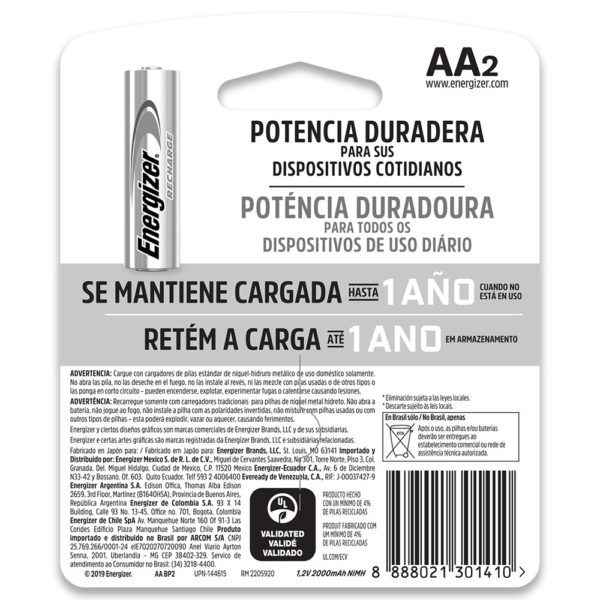 AA2
www.energizer.com
Energizer
RECHARGE
POTENCIA DURADERA
PARA SUS
DISPOSITIVOS COTIDIANOS
POTÉNCIA DURADOURA
PARA TODOS OS
DISPOSITIVOS DE USO DIÁRIO
SE MANTIENE CARGADA HASTA 1 AÑO CUANDO NO
ESTÁ EN USO
RETÉM A CARGA ATÉ 1 ANO EM ARMAZENAMENTO
ADVERTENCIA: Cargue con cargadores de pilas estándar de níquel-hidruro metálico de uso doméstico solamente.
No abra las pila, no las deseche en el fuego, no las instale al revés, ni las mezcle con pilas usadas o de otros tipos o
las ponga en corto circuito – pueden encenderse, explotar, experimentar fugas o calentarse causando lesiones.
ADVERTÊNCIA: Recarregue somente com carregadores tradicionais para pilhas de níquel metal hidreto. No abra a
bateria, não jogue ao fogo, não instale a pilha com as polaridades invertidas, não misture com pilhas usadas ou com
outros tipos de pilhas - esta poderá explodir, vazar ou aquecer, causando ferimentos.
Energizer y ciertos diseños gráficos son marcas comerciales de Energizer Brands, LLC y de sus subsidiarias.
Energizer e certas artes gráficas são marcas registradas da Energizer Brands, LLC e subsidiárias relacionadas.
Fabricado en Japón para: / Fabricado em Japão para: Energizer Brands, LLC, St. Louis, MO 63141 Importado y
Distribuido por: Energizer Mexico S. de R. L. de C.V., Miguel de Cervantes Saavedra, No 301, Torre Norte, Piso 3, Col.
Granada, Del. Miguel Hidalgo, Ciudad de Mexico, C.P. 11520 Mexico Energizer-Ecuador C.A., Av. 6 de Diciembre
N33-42 y Bossano. Of. 603, Quito Ecuador Telf 593 2 4006400 Eveready de Venezuela, C.A., RIF: J-00037427-9
Energizer Argentina S.A. Edificio Thomas Alba Edison
2659, 3rd Floor, Martinez (B1640HSA), Provincia de Buenos Aires,
República Argentina Energizer de Colombia S.A. 93 X 14
Building, Calle 93 No. 13-45, Office no. 701, Bogota, Colombia
Energizer de Chile SpA Av. Manquehue Norte 160 Of 91-3 Las
Condes Edificio Plaza Manquehue Santiago Chile Produto
importado e distribuido no Brasil por ARCOM S/A CNPJ
25.769.266/0001-24 eIE7020270720090 Anel Viario Ayrton
Senna, 2001, Uberlandia – MG CEP 38402-329. Serviço de
atendimento ao Consumidor no Brasil: (34) 3218-4400
© 2019 Energizer. AA BP2 UPN-144615 RM 2205920 1,2V 2000mAh NiMH
* Eliminación sujeta a las leyes locales.
* Descarte sujeito às leis locais.
En Brasil sólo / No Brasil, apenas
Após o uso, as pilhas e/ou baterias
deverão ser entregues ao
estabelecimento comercial ou rede de
assistência técnica autorizada.
UL
VALIDATED
VALIDÉ
VALIDADO
PRODUCTO HECHO
CON UN MÍNIMO DE 4%
DE PILAS RECICLADAS
PRODUT FABRICADO COM
UM MÍNIMO DE 4% DE
PILHAS RECICLADAS
UL.COM/ECV
8 888021 301410 >